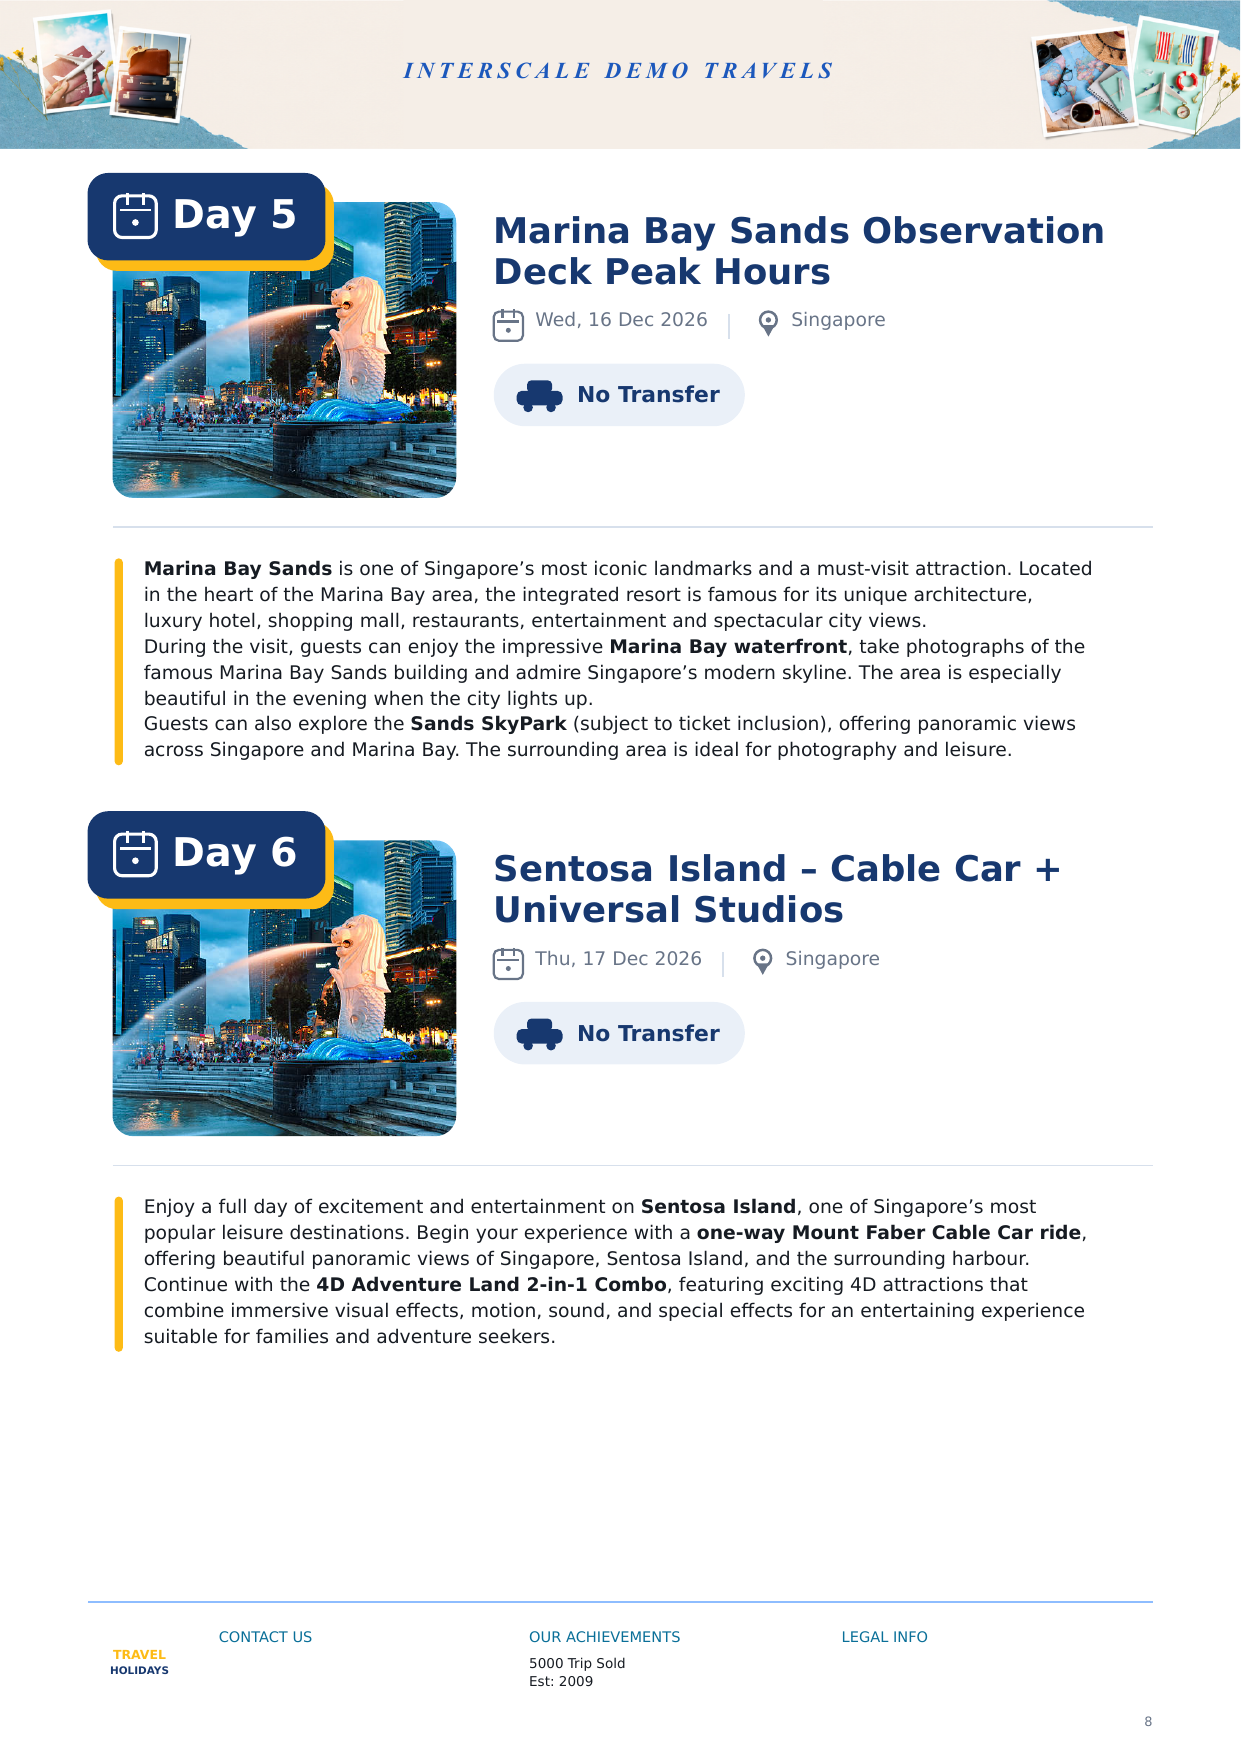 INTERSCALE DEMO TRAVELS
Day 5
Marina Bay Sands Observation
Deck Peak Hours
Wed, 16 Dec 2026 | Singapore
No Transfer
Marina Bay Sands is one of Singapore’s most iconic landmarks and a must-visit attraction. Located
in the heart of the Marina Bay area, the integrated resort is famous for its unique architecture,
luxury hotel, shopping mall, restaurants, entertainment and spectacular city views.
During the visit, guests can enjoy the impressive Marina Bay waterfront, take photographs of the
famous Marina Bay Sands building and admire Singapore’s modern skyline. The area is especially
beautiful in the evening when the city lights up.
Guests can also explore the Sands SkyPark (subject to ticket inclusion), offering panoramic views
across Singapore and Marina Bay. The surrounding area is ideal for photography and leisure.
Day 6
Sentosa Island – Cable Car +
Universal Studios
Thu, 17 Dec 2026 | Singapore
No Transfer
Enjoy a full day of excitement and entertainment on Sentosa Island, one of Singapore’s most
popular leisure destinations. Begin your experience with a one-way Mount Faber Cable Car ride,
offering beautiful panoramic views of Singapore, Sentosa Island, and the surrounding harbour.
Continue with the 4D Adventure Land 2-in-1 Combo, featuring exciting 4D attractions that
combine immersive visual effects, motion, sound, and special effects for an entertaining experience
suitable for families and adventure seekers.
TRAVEL
HOLIDAYS
CONTACT US
OUR ACHIEVEMENTS
5000 Trip Sold
Est: 2009
LEGAL INFO
8